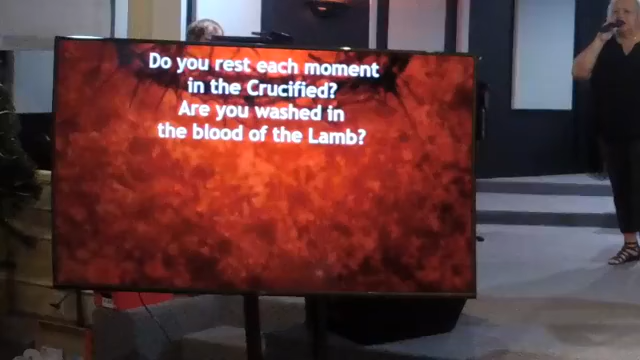 Do you rest each moment
in the Crucified?
Are you washed in
the blood of the Lamb?